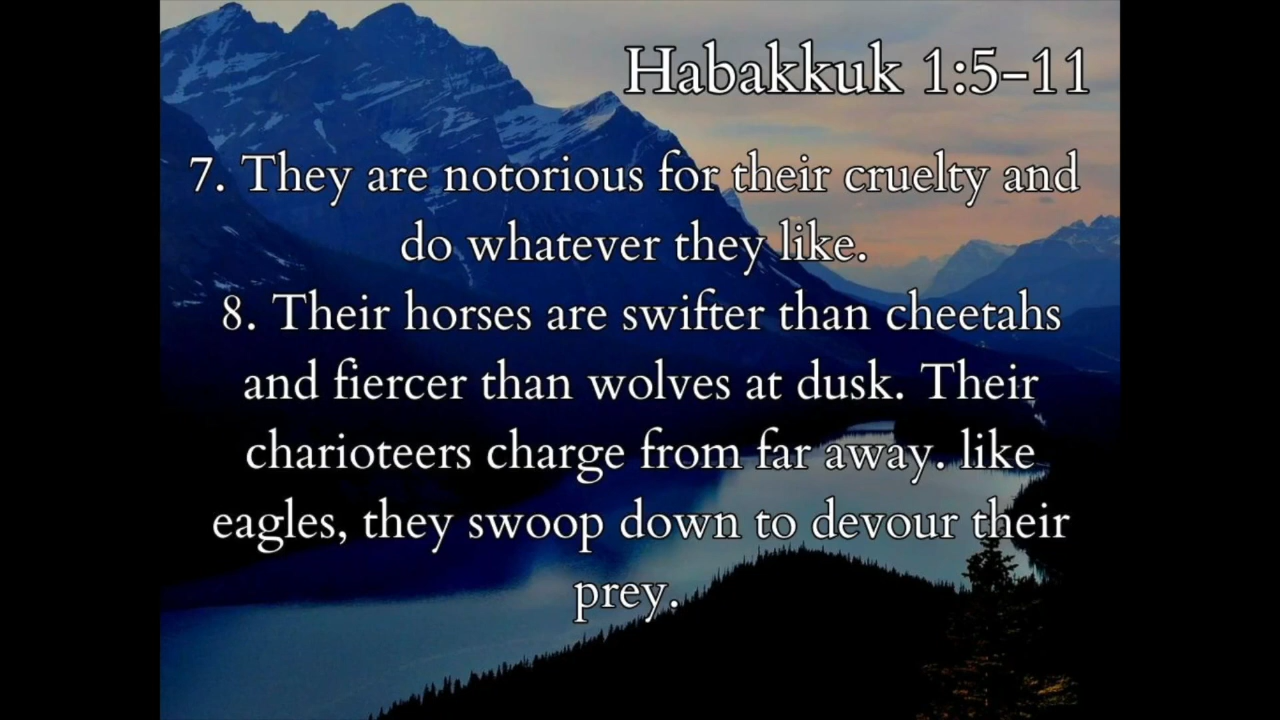 Habakkuk 1:5-11
7. They are notorious for their cruelty and
do whatever they like.
8. Their horses are swifter than cheetahs
and fiercer than wolves at dusk. Their
charioteers charge from far away. like
eagles, they swoop down to devour their
prey.